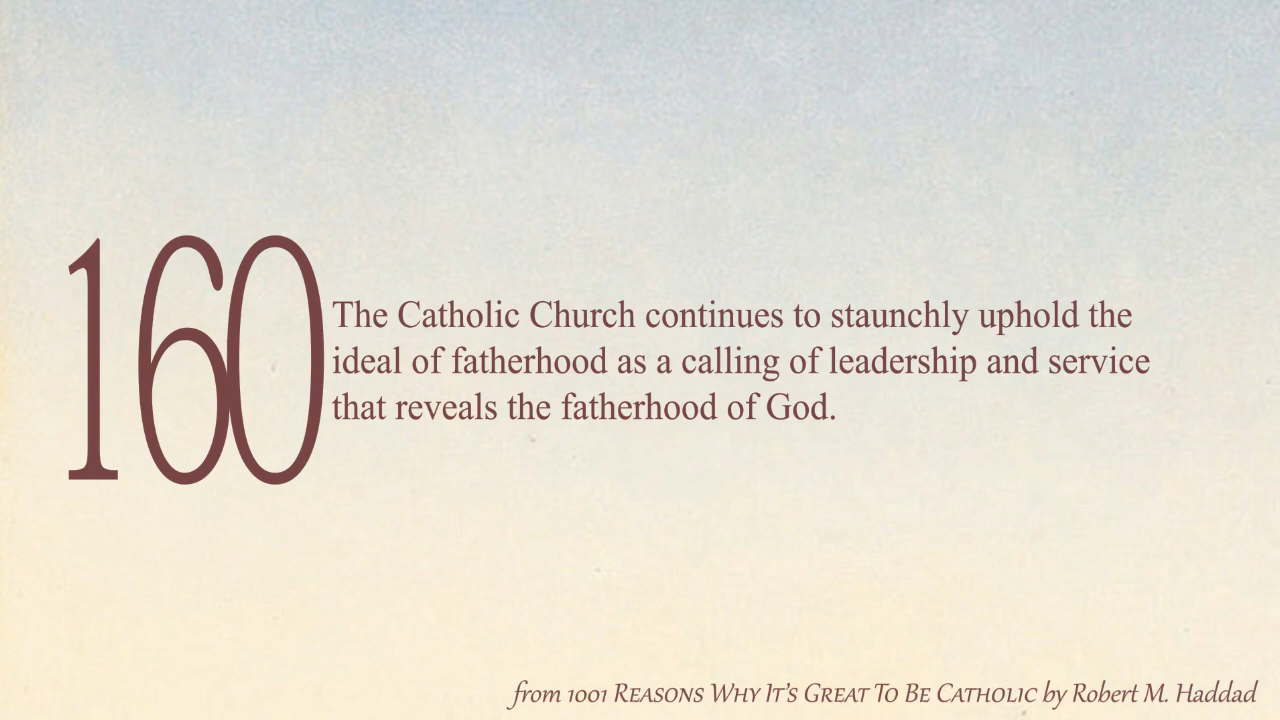 160
The Catholic Church continues to staunchly uphold the
ideal of fatherhood as a calling of leadership and service
that reveals the fatherhood of God.
from 1001 Reasons Why It's Great To Be Catholic by Robert M. Haddad